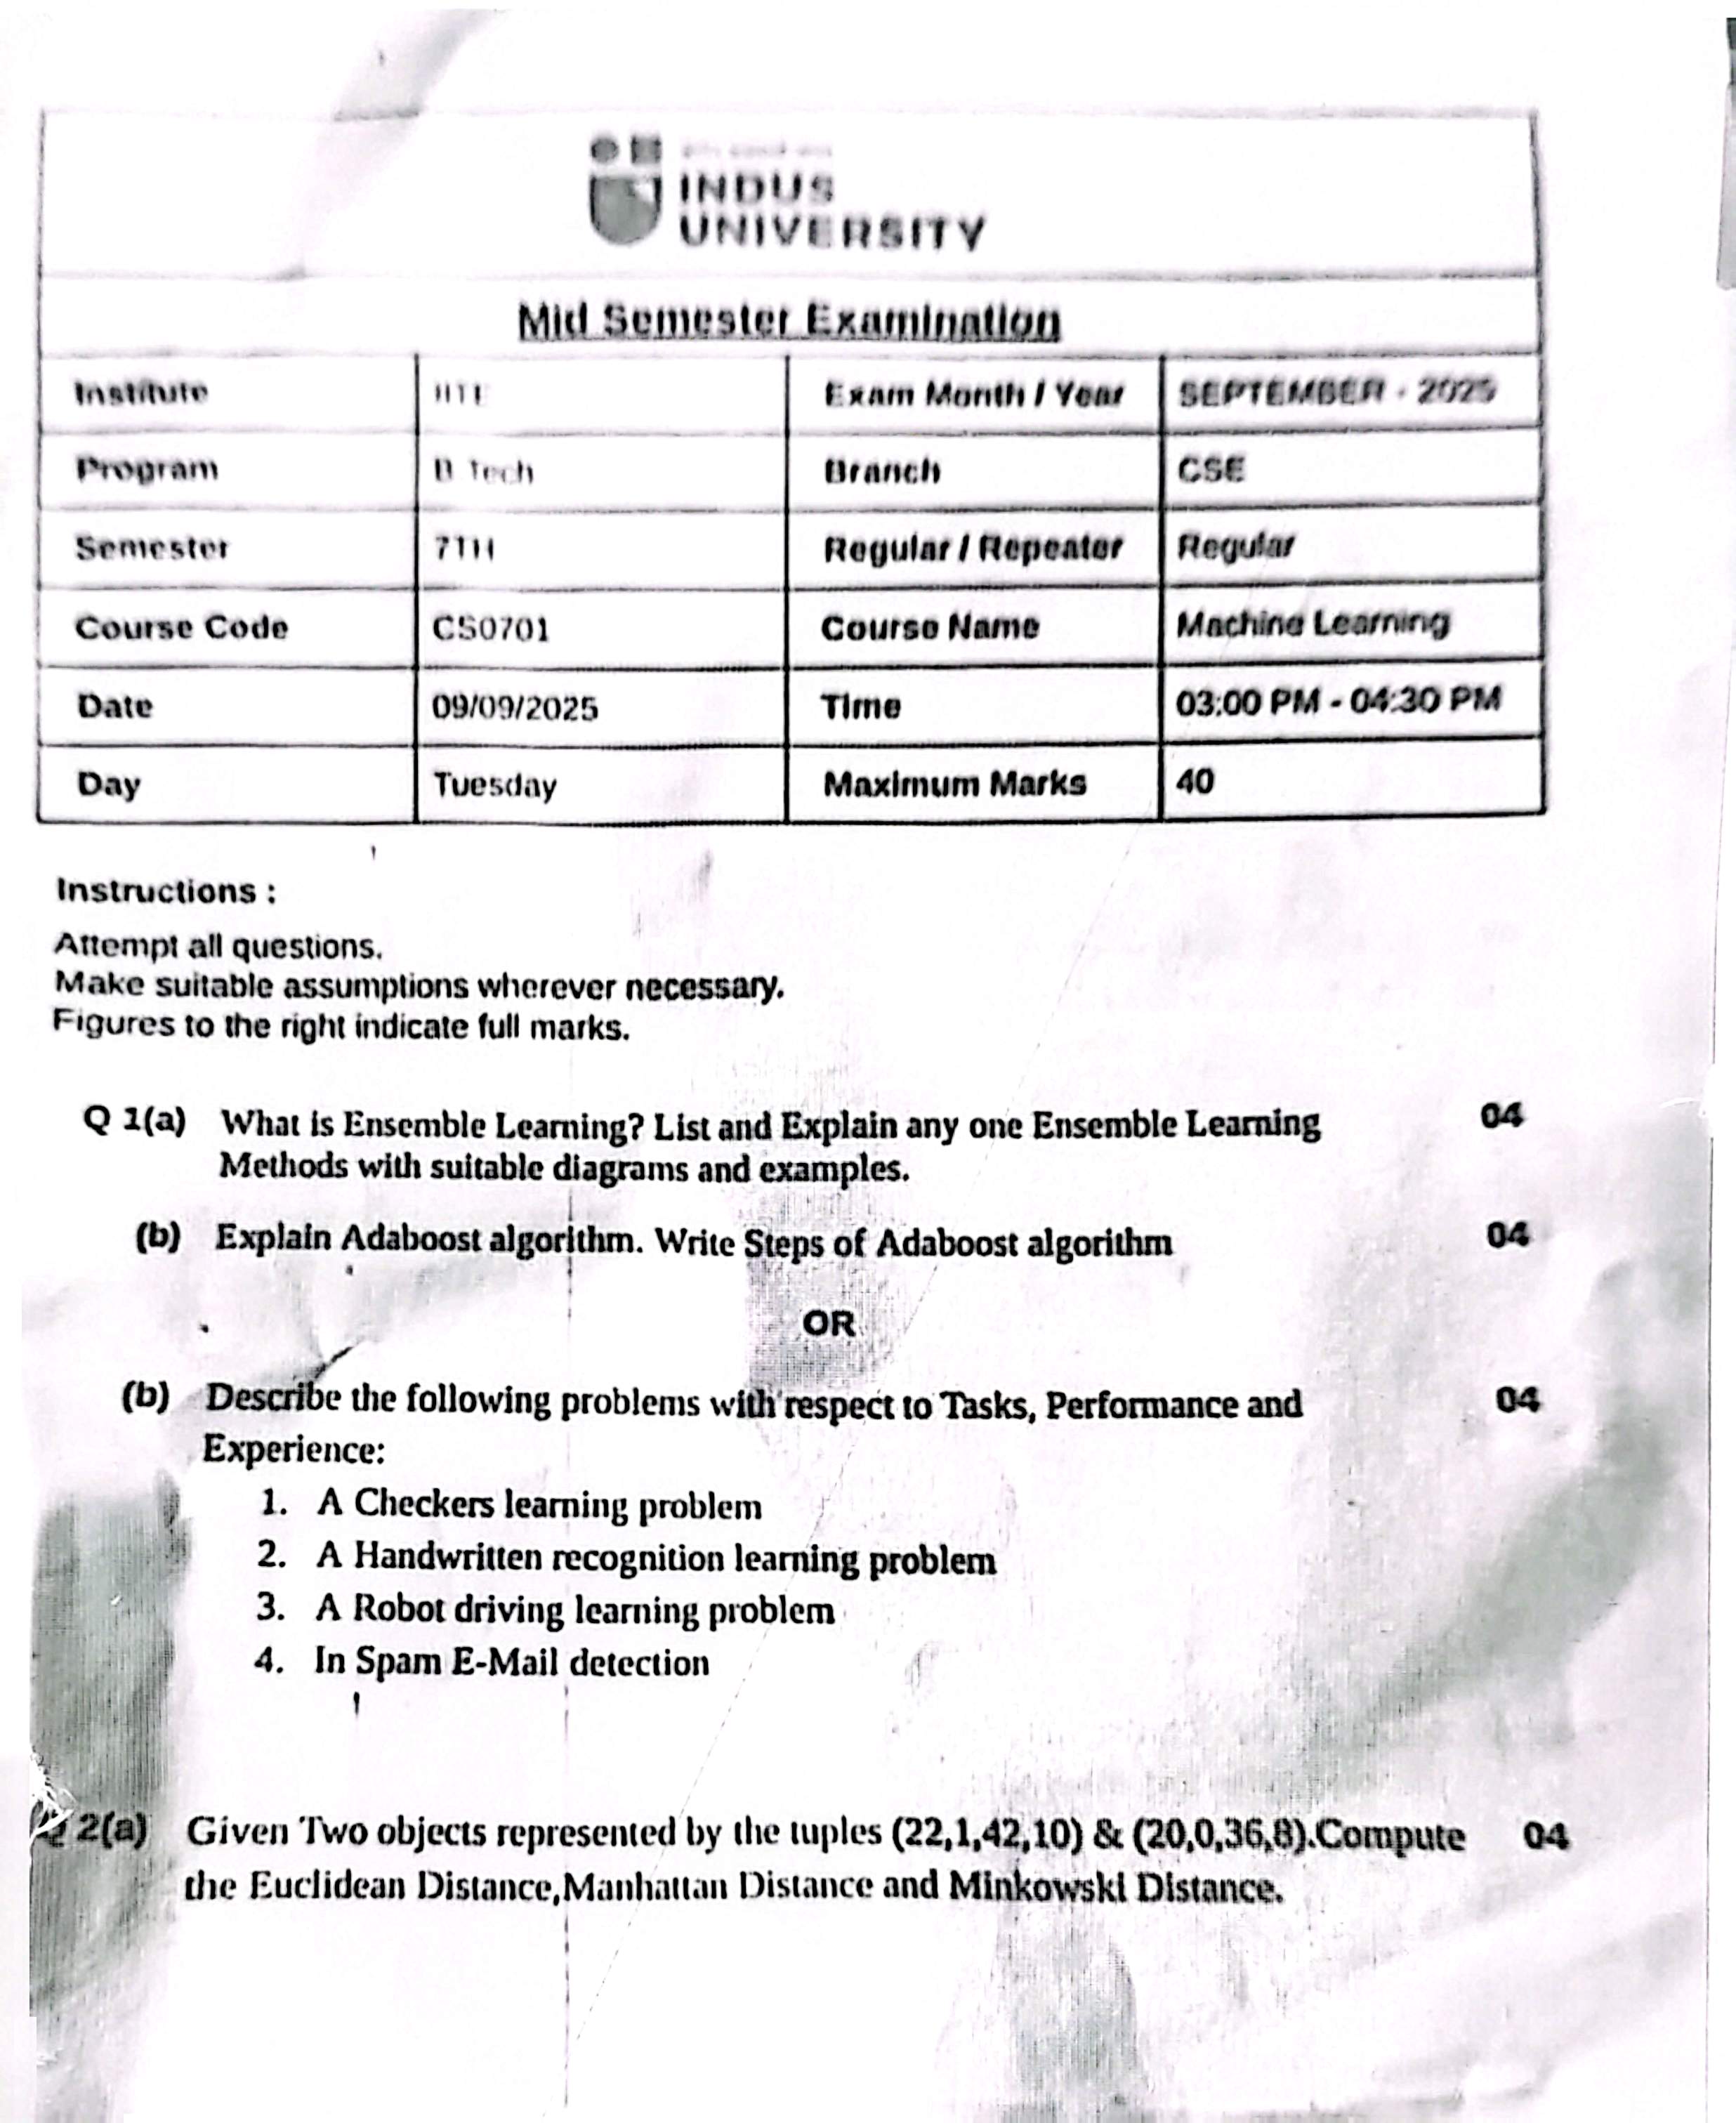 INDUS
UNIVERSITY
Mid Semester Examination
Institute IITE Exam Month / Year SEPTEMBER - 2025
Program B Tech Branch CSE
Semester 7TH Regular / Repeater Regular
Course Code CS0701 Course Name Machine Learning
Date 09/09/2025 Time 03:00 PM - 04:30 PM
Day Tuesday Maximum Marks 40
Instructions :
Attempt all questions.
Make suitable assumptions wherever necessary.
Figures to the right indicate full marks.
Q 1(a) What is Ensemble Learning? List and Explain any one Ensemble Learning 04
Methods with suitable diagrams and examples.
(b) Explain Adaboost algorithm. Write Steps of Adaboost algorithm 04
OR
(b) Describe the following problems with respect to Tasks, Performance and 04
Experience:
1. A Checkers learning problem
2. A Handwritten recognition learning problem
3. A Robot driving learning problem
4. In Spam E-Mail detection
Q 2(a) Given Two objects represented by the tuples (22,1,42,10) & (20,0,36,8).Compute 04
the Euclidean Distance,Manhattan Distance and Minkowski Distance.